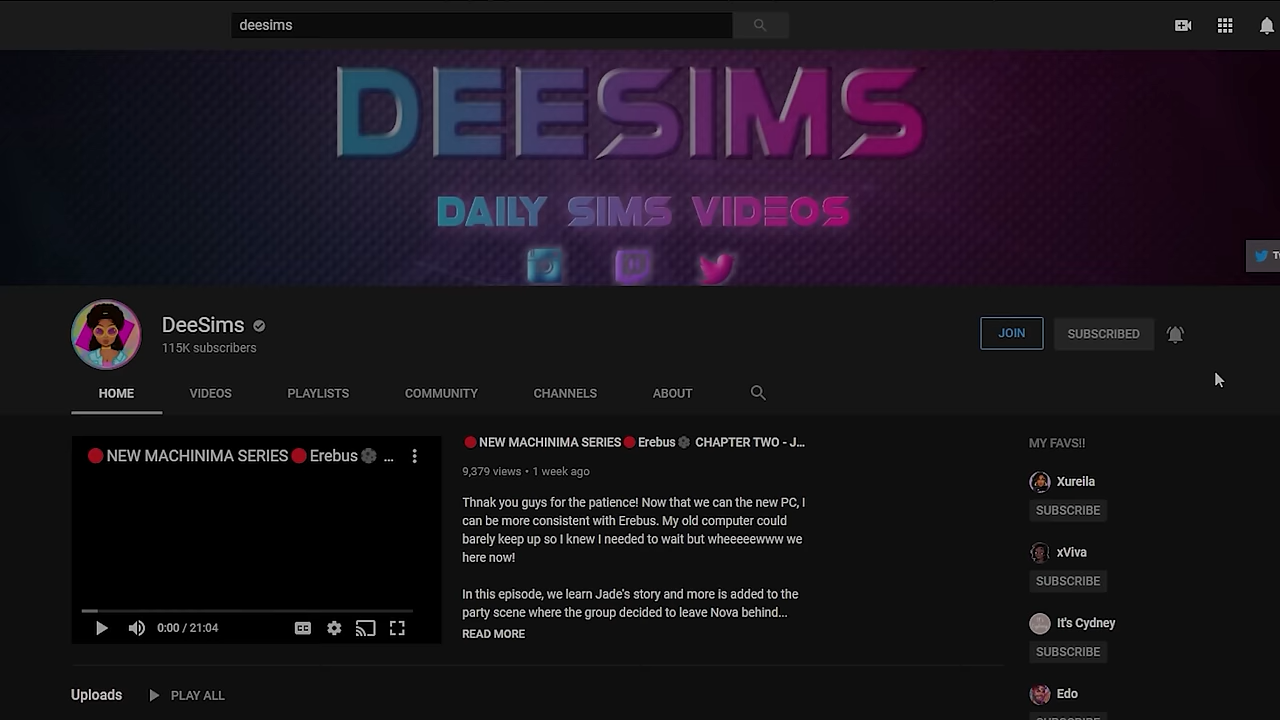 deesims
DEESIMS
DAILY SIMS VIDEOS
DeeSims
115K subscribers
JOIN
SUBSCRIBED
HOME
VIDEOS
PLAYLISTS
COMMUNITY
CHANNELS
ABOUT
NEW MACHINIMA SERIES Erebus ...
0:00 / 21:04
NEW MACHINIMA SERIES Erebus CHAPTER TWO - J...
9,379 views • 1 week ago
Thnak you guys for the patience! Now that we can the new PC, I
can be more consistent with Erebus. My old computer could
barely keep up so I knew I needed to wait but wheeeeewww we
here now!
In this episode, we learn Jade's story and more is added to the
party scene where the group decided to leave Nova behind...
READ MORE
MY FAVS!!
Xureila
SUBSCRIBE
xViva
SUBSCRIBE
It's Cydney
SUBSCRIBE
Edo
Uploads
PLAY ALL